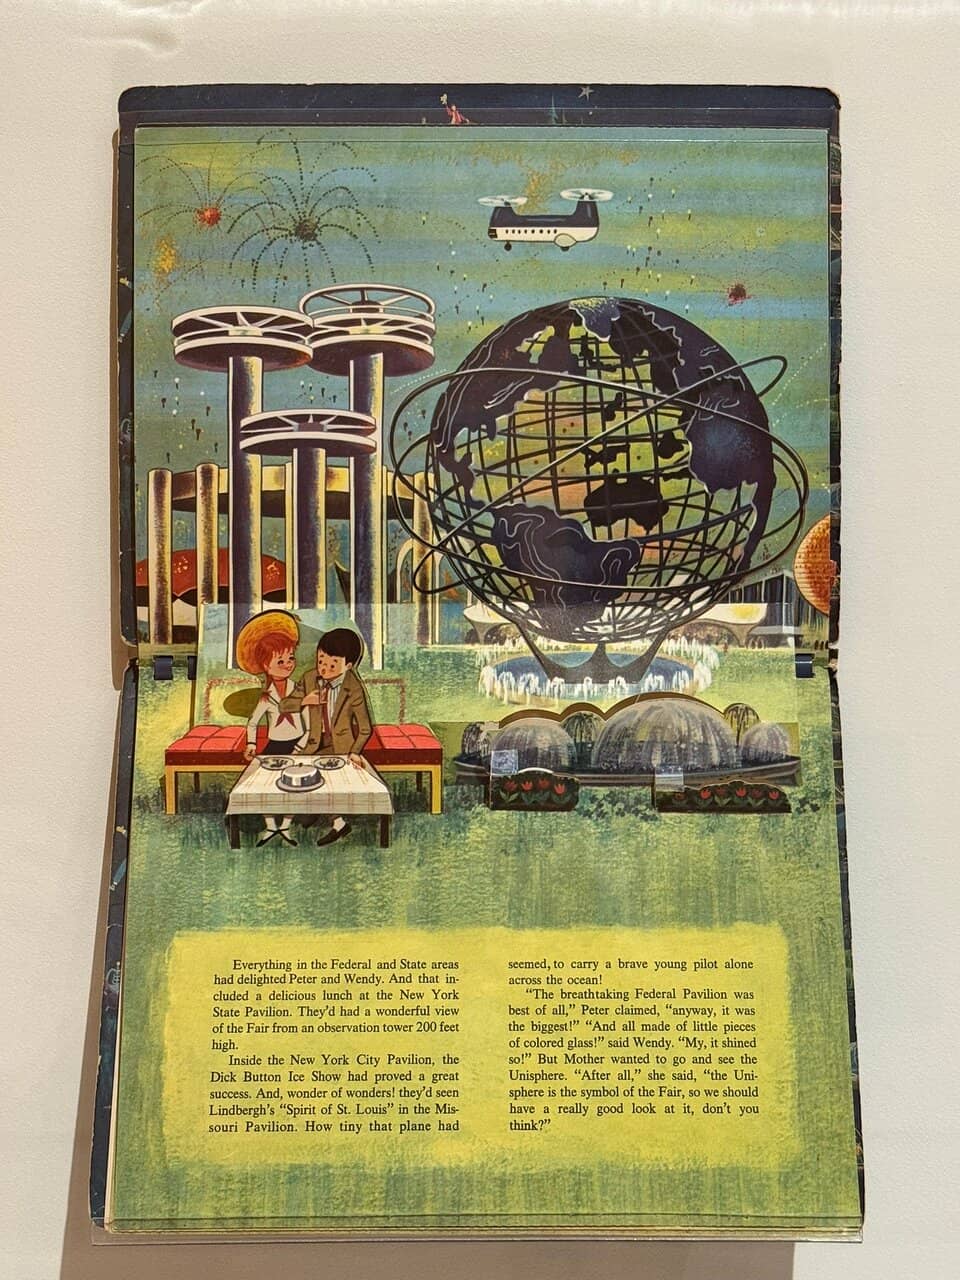 Everything in the Federal and State areas
had delighted Peter and Wendy. And that in-
cluded a delicious lunch at the New York
State Pavilion. They'd had a wonderful view
of the Fair from an observation tower 200 feet
high.
Inside the New York City Pavilion, the
Dick Button Ice Show had proved a great
success. And, wonder of wonders! they'd seen
Lindbergh's "Spirit of St. Louis" in the Mis-
souri Pavilion. How tiny that plane had
seemed, to carry a brave young pilot alone
across the ocean!
"The breathtaking Federal Pavilion was
best of all," Peter claimed, "anyway, it was
the biggest!" "And all made of little pieces
of colored glass!" said Wendy. "My, it shined
so!" But Mother wanted to go and see the
Unisphere. "After all," she said, "the Uni-
sphere is the symbol of the Fair, so we should
have a really good look at it, don't you
think?"